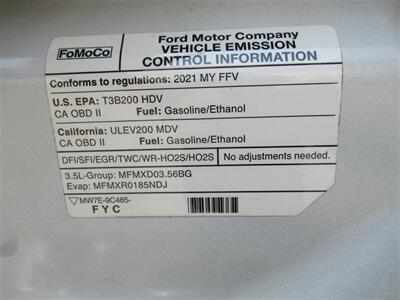 FoMoCo
Ford Motor Company
VEHICLE EMISSION
CONTROL INFORMATION
Conforms to regulations: 2021 MY FFV
U.S. EPA: T3B200 HDV
CA OBD II Fuel: Gasoline/Ethanol
California: ULEV200 MDV
CA OBD II Fuel: Gasoline/Ethanol
DFI/SFI/EGR/TWC/WR-HO2S/HO2S No adjustments needed.
3.5L-Group: MFMXD03.56BG
Evap: MFMXR0185NDJ
MW7E-9C485-
FYC